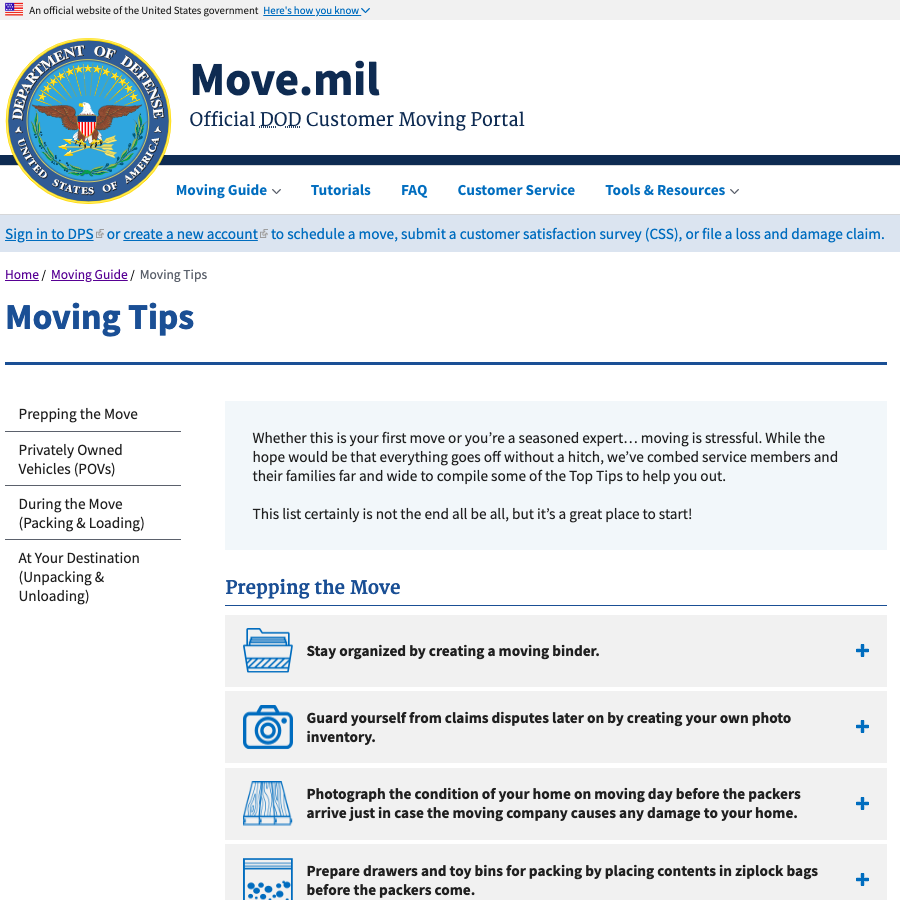 An official website of the United States government Here's how you know
DEPARTMENT OF DEFENSE
UNITED STATES OF AMERICA
Move.mil
Official DOD Customer Moving Portal
Moving Guide Tutorials FAQ Customer Service Tools & Resources
Sign in to DPS or create a new account to schedule a move, submit a customer satisfaction survey (CSS), or file a loss and damage claim.
Home / Moving Guide / Moving Tips
Moving Tips
Prepping the Move
Privately Owned
Vehicles (POVs)
During the Move
(Packing & Loading)
At Your Destination
(Unpacking &
Unloading)
Whether this is your first move or you’re a seasoned expert… moving is stressful. While the
hope would be that everything goes off without a hitch, we’ve combed service members and
their families far and wide to compile some of the Top Tips to help you out.
This list certainly is not the end all be all, but it’s a great place to start!
Prepping the Move
Stay organized by creating a moving binder.
Guard yourself from claims disputes later on by creating your own photo
inventory.
Photograph the condition of your home on moving day before the packers
arrive just in case the moving company causes any damage to your home.
Prepare drawers and toy bins for packing by placing contents in ziplock bags
before the packers come.